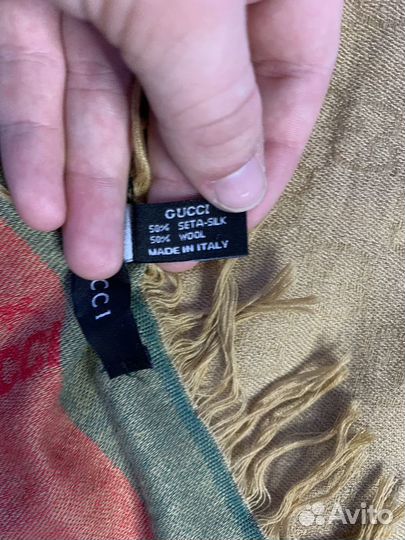 GUCCI
50% SETA-SILK
50% WOOL
MADE IN ITALY
CCI
Avito